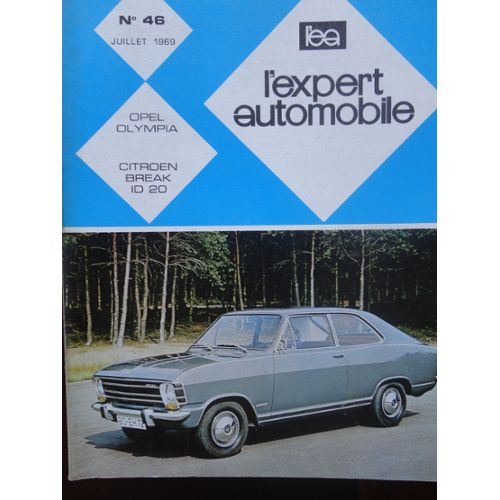 N° 46
JUILLET 1969
l'ea
l'expert
automobile
OPEL
OLYMPIA
CITROEN
BREAK
ID 20